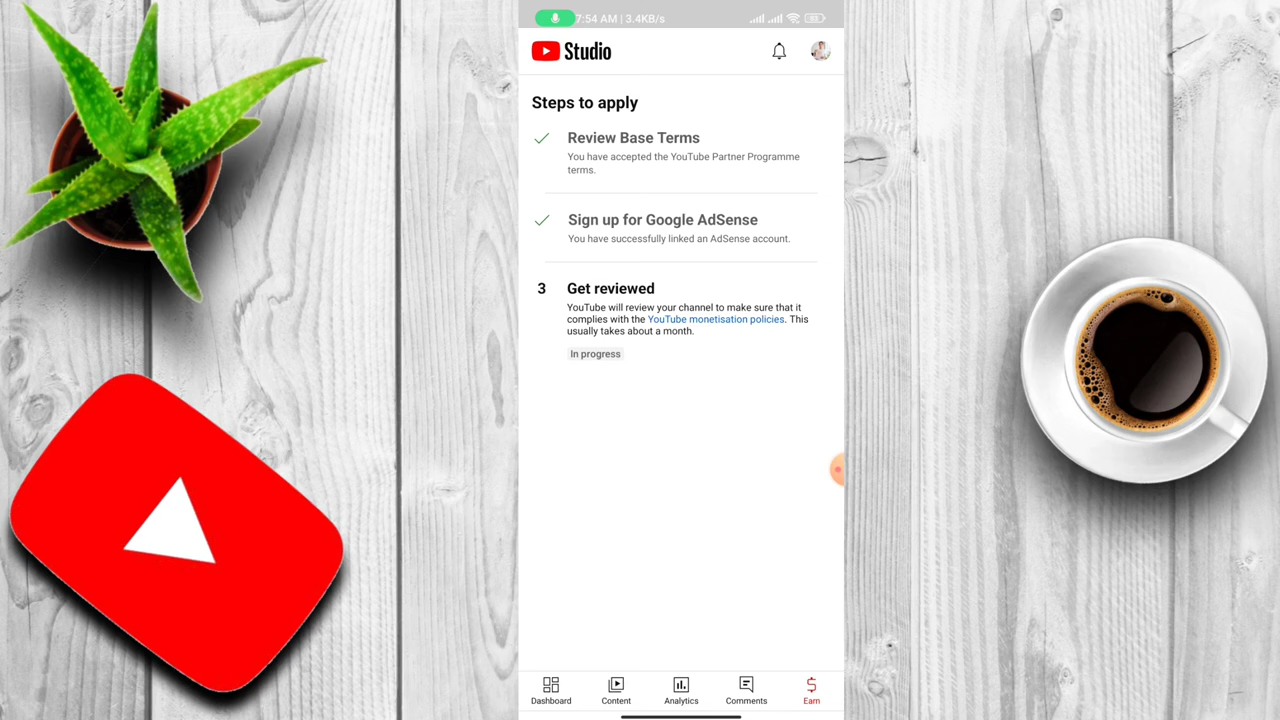 7:54 AM | 3.4KB/s
Studio
Steps to apply
Review Base Terms
You have accepted the YouTube Partner Programme
terms.
Sign up for Google AdSense
You have successfully linked an AdSense account.
3 Get reviewed
YouTube will review your channel to make sure that it
complies with the YouTube monetisation policies. This
usually takes about a month.
In progress
Dashboard Content Analytics Comments Earn